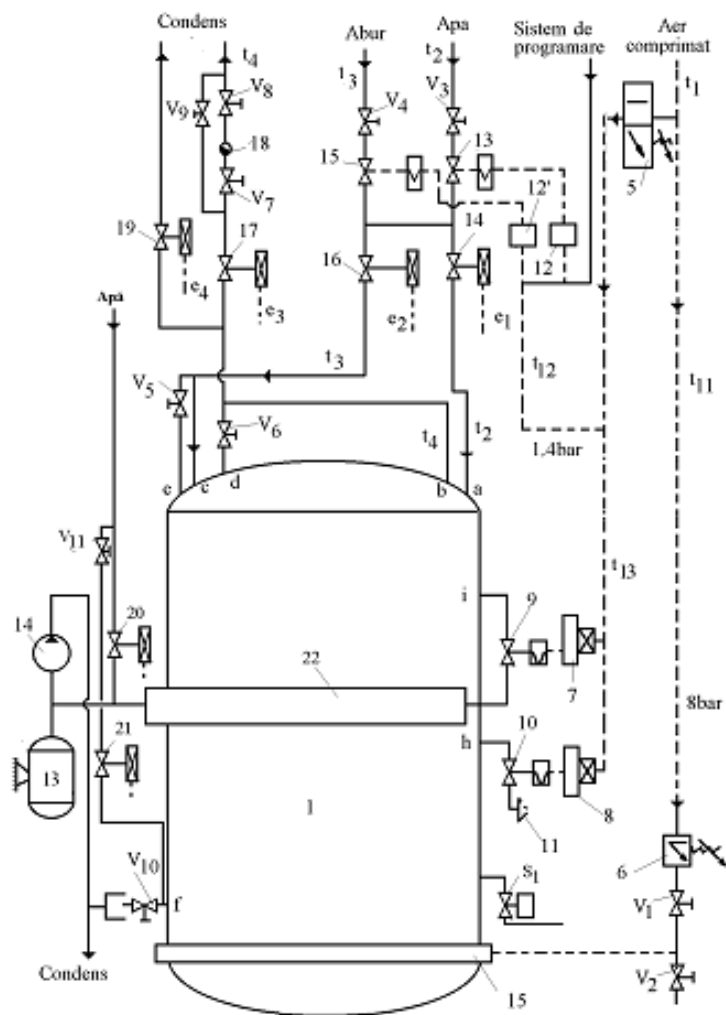 Condens
Abur
Apa
Sistem de
programare
Aer
comprimat
t4
t3
t2
t1
V9
V8
V4
V3
18
15
13
5
V7
12'
12
19
17
16
14
e4
e3
e2
e1
Apă
t3
t12
t11
V5
V6
t4
t2
1,4bar
e
c
d
b
a
V11
t13
i
9
14
20
22
7
8bar
21
h
10
13
1
8
11
6
V10
f
s1
V1
V2
Condens
15